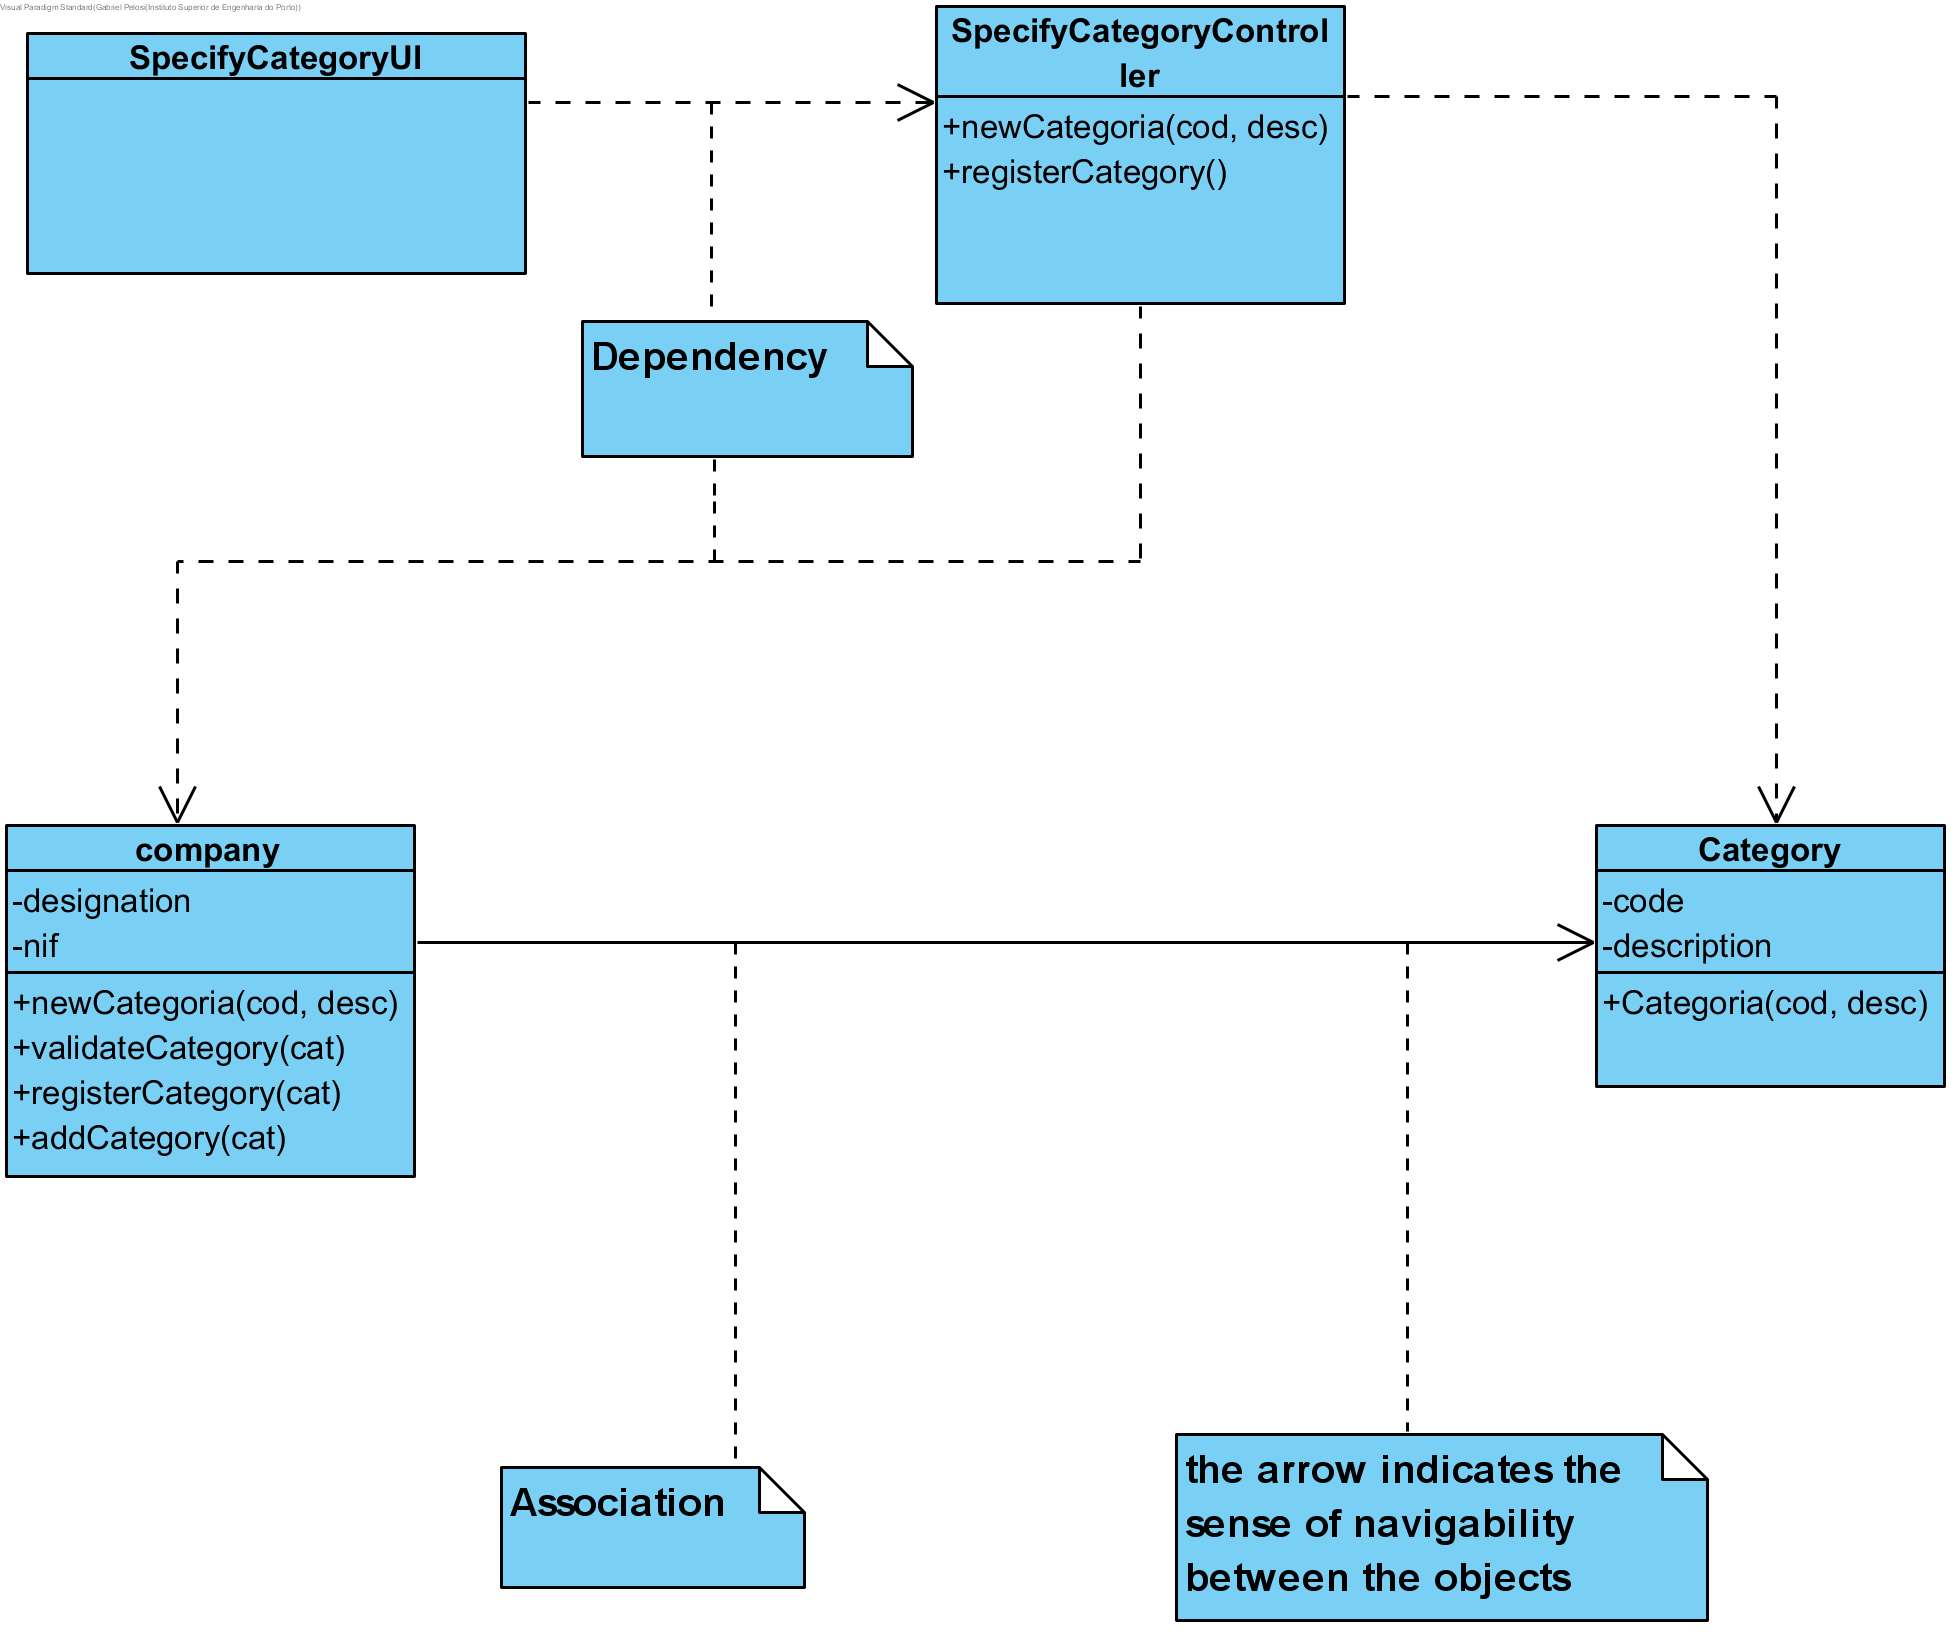 Visual Paradigm Standard(Gabriel Pelosi(Instituto Superior de Engenharia do Porto))
SpecifyCategoryUI
SpecifyCategoryControl
ler
+newCategoria(cod, desc)
+registerCategory()
Dependency
company
-designation
-nif
+newCategoria(cod, desc)
+validateCategory(cat)
+registerCategory(cat)
+addCategory(cat)
Category
-code
-description
+Categoria(cod, desc)
Association
the arrow indicates the
sense of navigability
between the objects